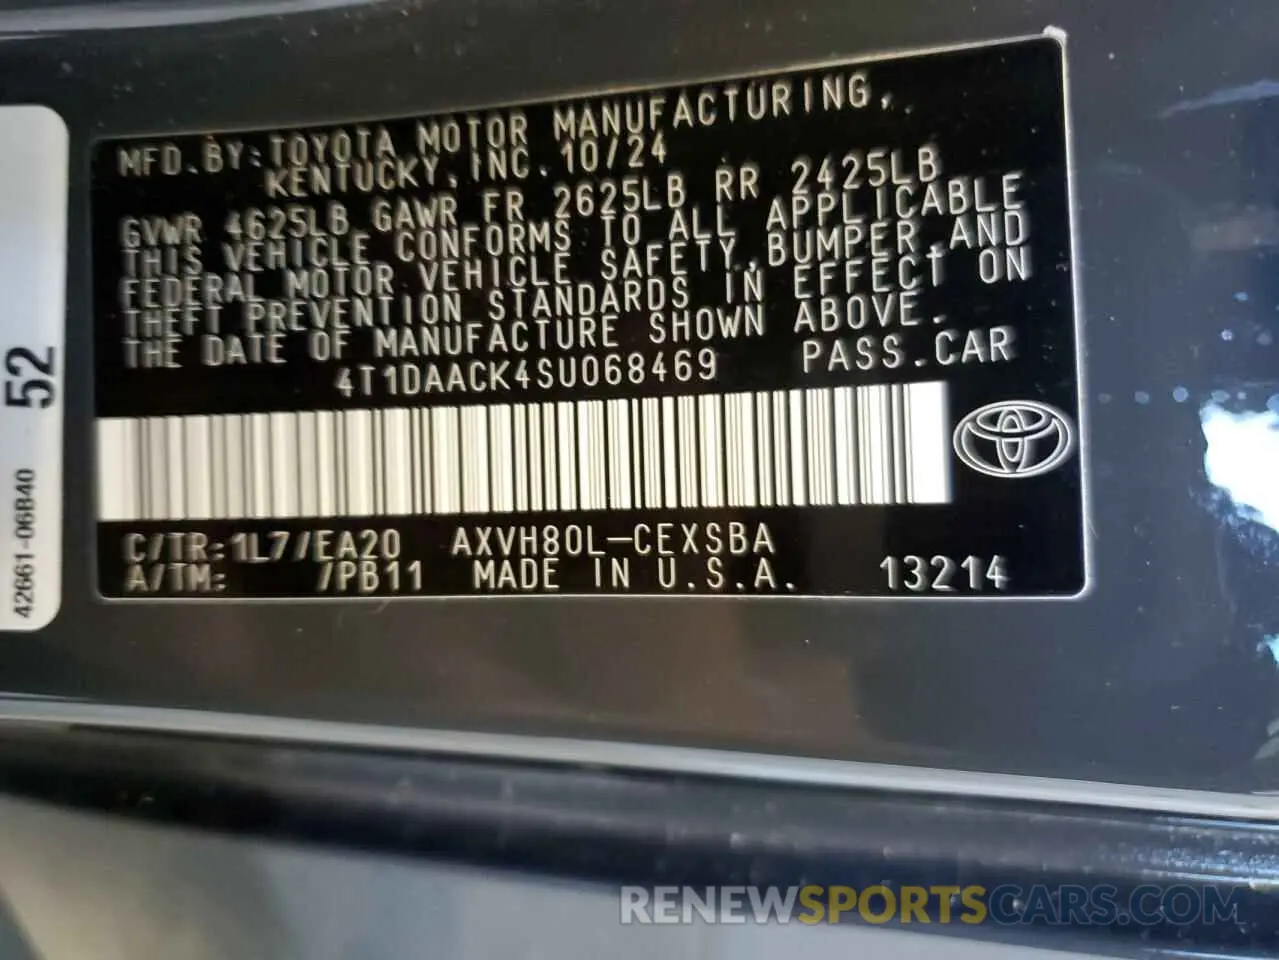 MFD.BY:TOYOTA MOTOR MANUFACTURING,
KENTUCKY,INC. 10/24
GVWR 4625LB GAWR FR 2625LB RR 2425LB
THIS VEHICLE CONFORMS TO ALL APPLICABLE
FEDERAL MOTOR VEHICLE SAFETY,BUMPER,AND
THEFT PREVENTION STANDARDS IN EFFECT ON
THE DATE OF MANUFACTURE SHOWN ABOVE.
4T1DAACK4SU068469 PASS.CAR
C/TR:1L7/EA20 AXVH80L-CEXSBA
A/TM: /PB11 MADE IN U.S.A. 13214
52
42661-06B40
RENEWSPORTSCARS.COM